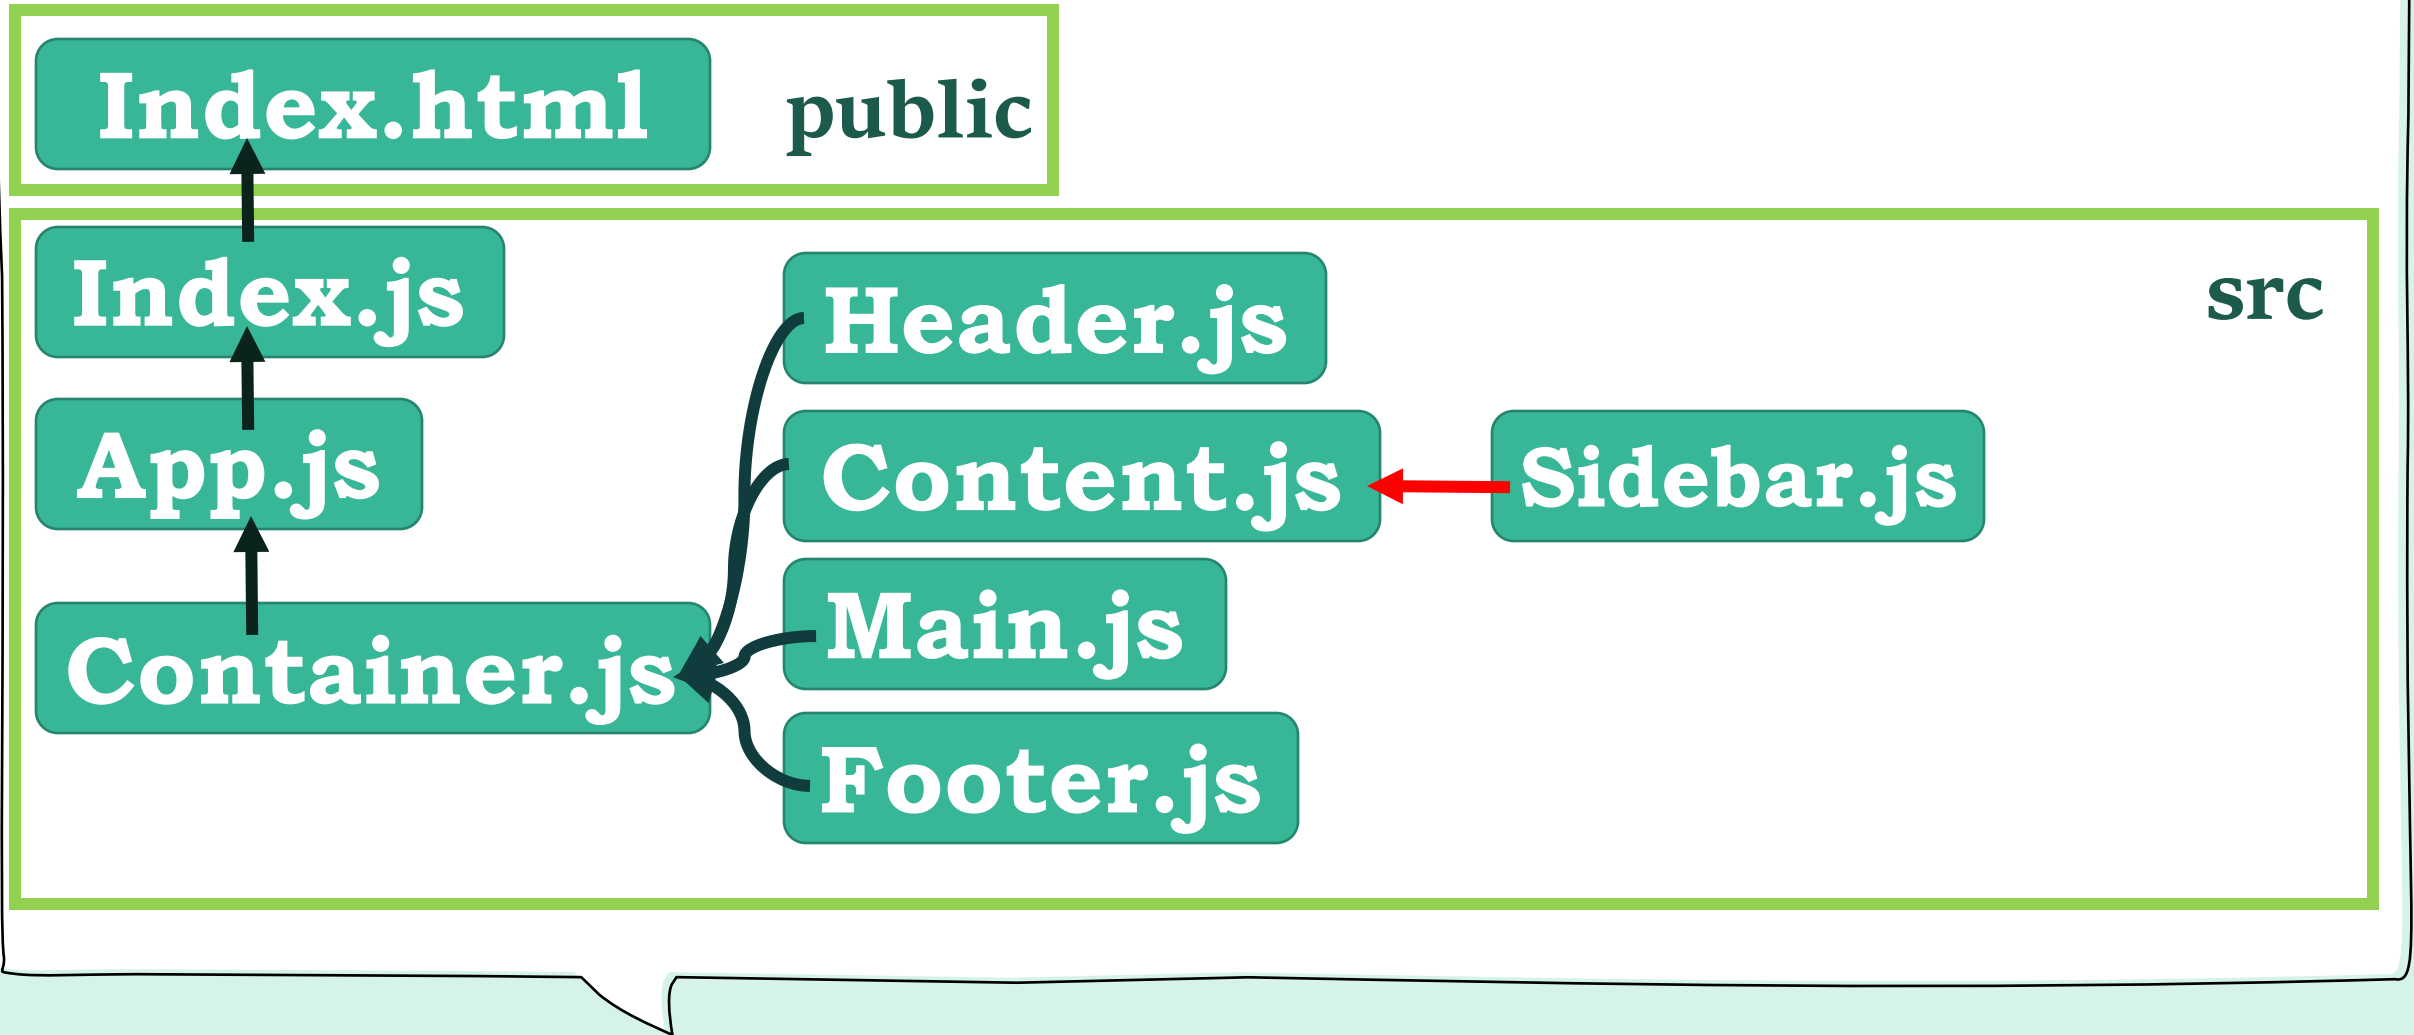 Index.html
public
Index.js
src
Header.js
App.js
Content.js
Sidebar.js
Container.js
Main.js
Footer.js